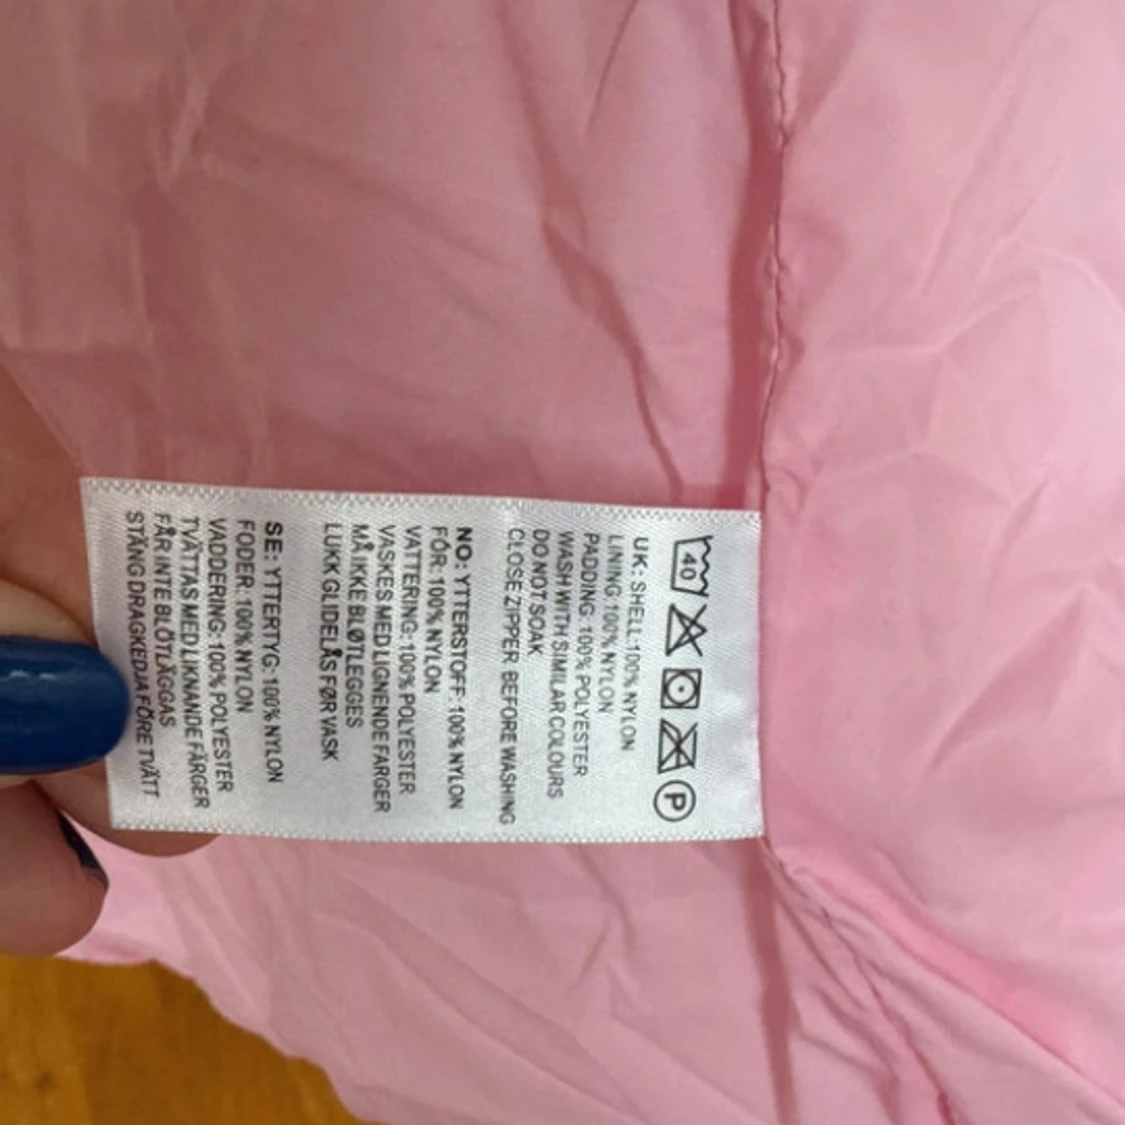 40
P
UK: SHELL:100% NYLON
LINING:100% NYLON
PADDING:100% POLYESTER
WASH WITH SIMILAR COLOURS
DO NOT SOAK
CLOSE ZIPPER BEFORE WASHING
NO: YTTERSTOFF: 100% NYLON
FÓR: 100% NYLON
VATTERING: 100% POLYESTER
VASKES MED LIGNENDE FARGER
MÅ IKKE BLØTLEGGES
LUKK GLIDELÅS FØR VASK
SE: YTTERTYG: 100% NYLON
FODER: 100% NYLON
VADDERING: 100% POLYESTER
TVÄTTAS MED LIKNANDE FÄRGER
FÅR INTE BLÖTLÄGGAS
STÄNG DRAGKEDJA FÖRE TVÄTT